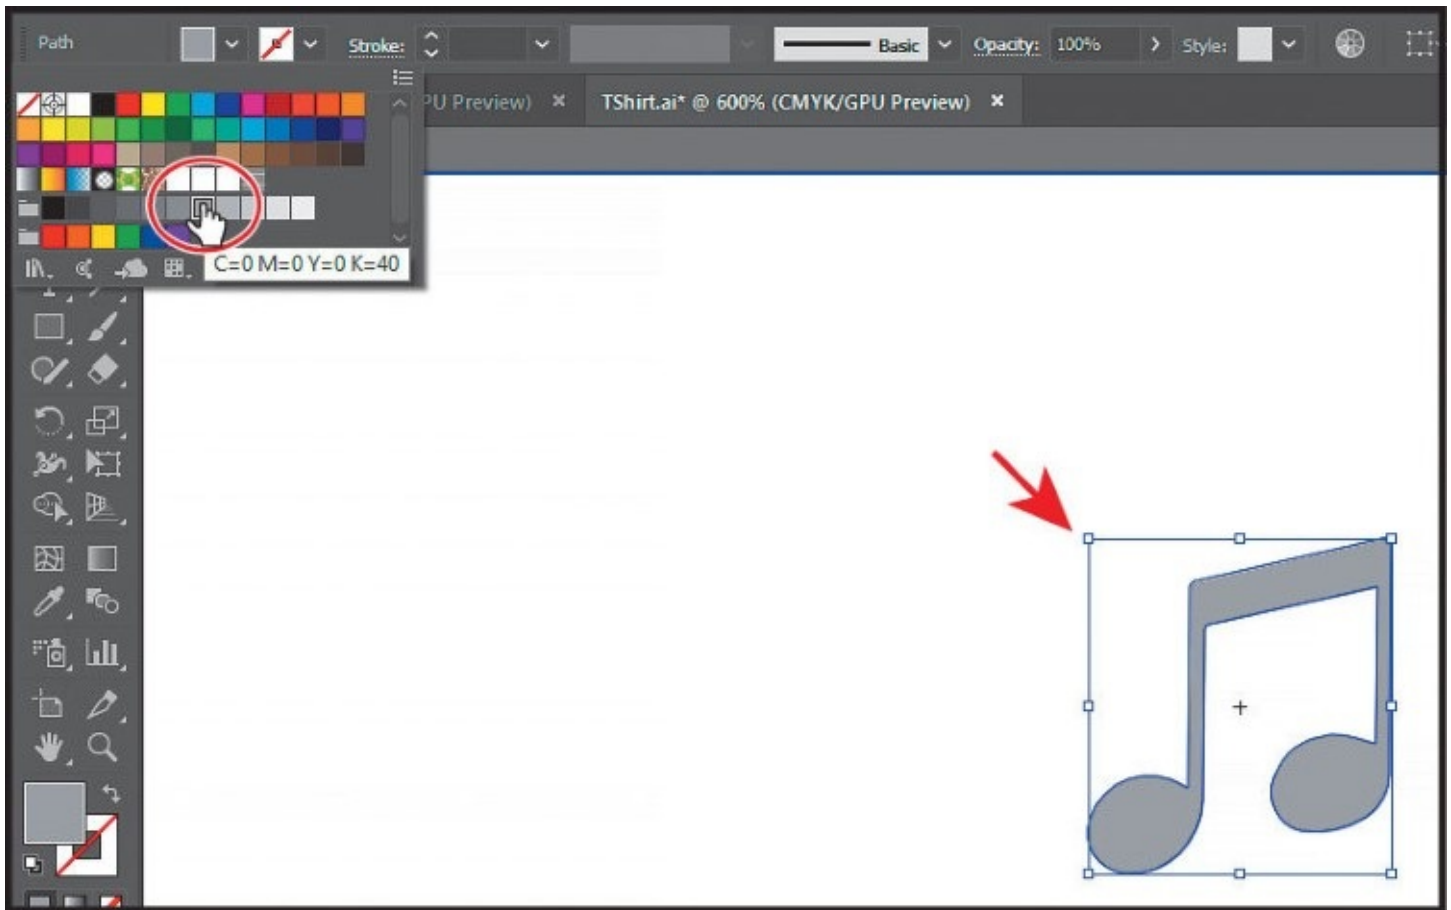 Path Stroke: Basic Opacity: 100% Style:
PU Preview) × TShirt.ai* @ 600% (CMYK/GPU Preview) ×
C=0 M=0 Y=0 K=40